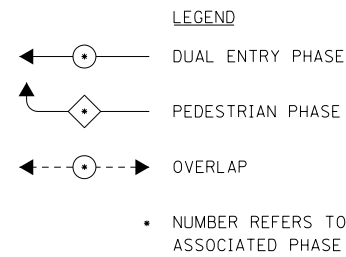 LEGEND
* DUAL ENTRY PHASE
* PEDESTRIAN PHASE
* OVERLAP
* NUMBER REFERS TO
ASSOCIATED PHASE